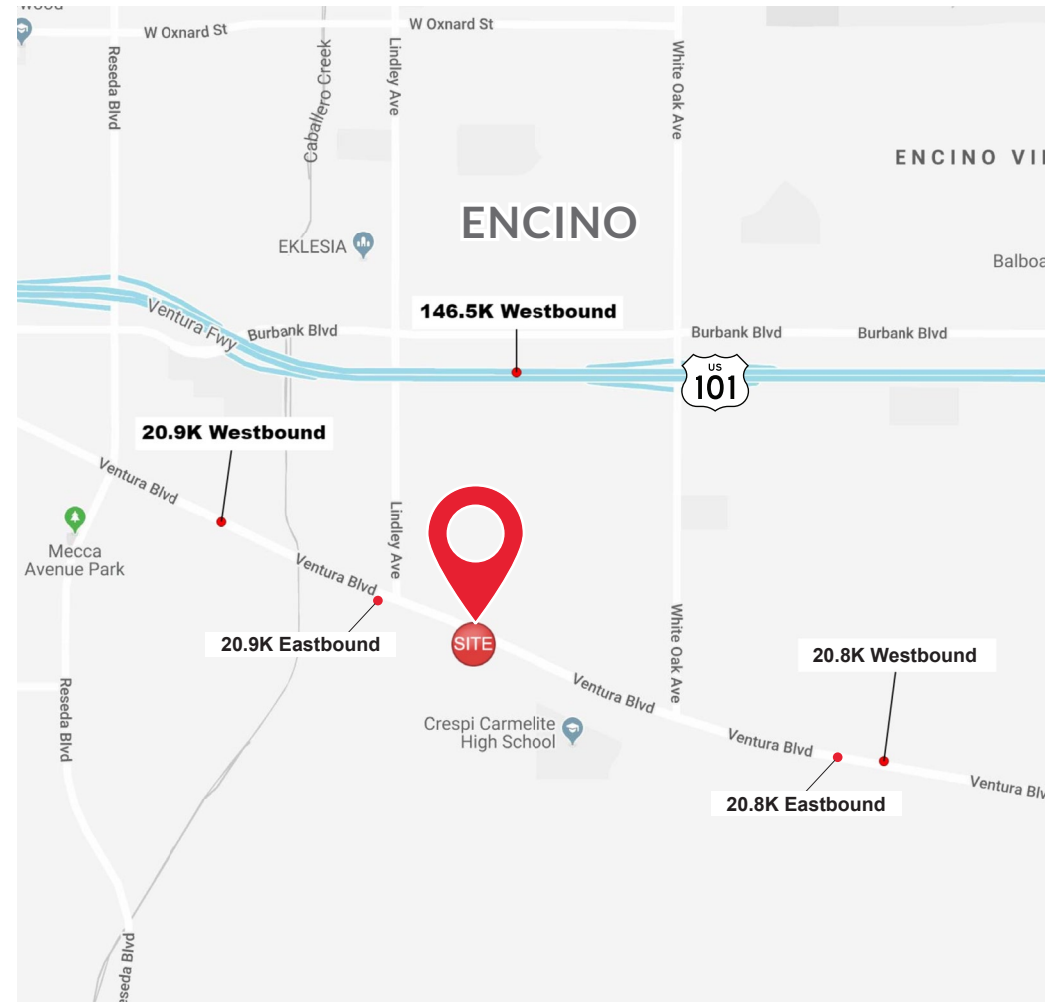 W Oxnard St
W Oxnard St
Reseda Blvd
Caballero Creek
Lindley Ave
White Oak Ave
ENCINO VI
ENCINO
EKLESIA
Balboa
146.5K Westbound
Ventura Fwy
Burbank Blvd
Burbank Blvd
Burbank Blvd
US
101
20.9K Westbound
Ventura Blvd
Mecca
Avenue Park
Lindley Ave
Ventura Blvd
20.9K Eastbound
SITE
White Oak Ave
20.8K Westbound
Reseda Blvd
Ventura Blvd
Crespi Carmelite
High School
Ventura Blvd
20.8K Eastbound
Ventura Blv
eseda Blvd